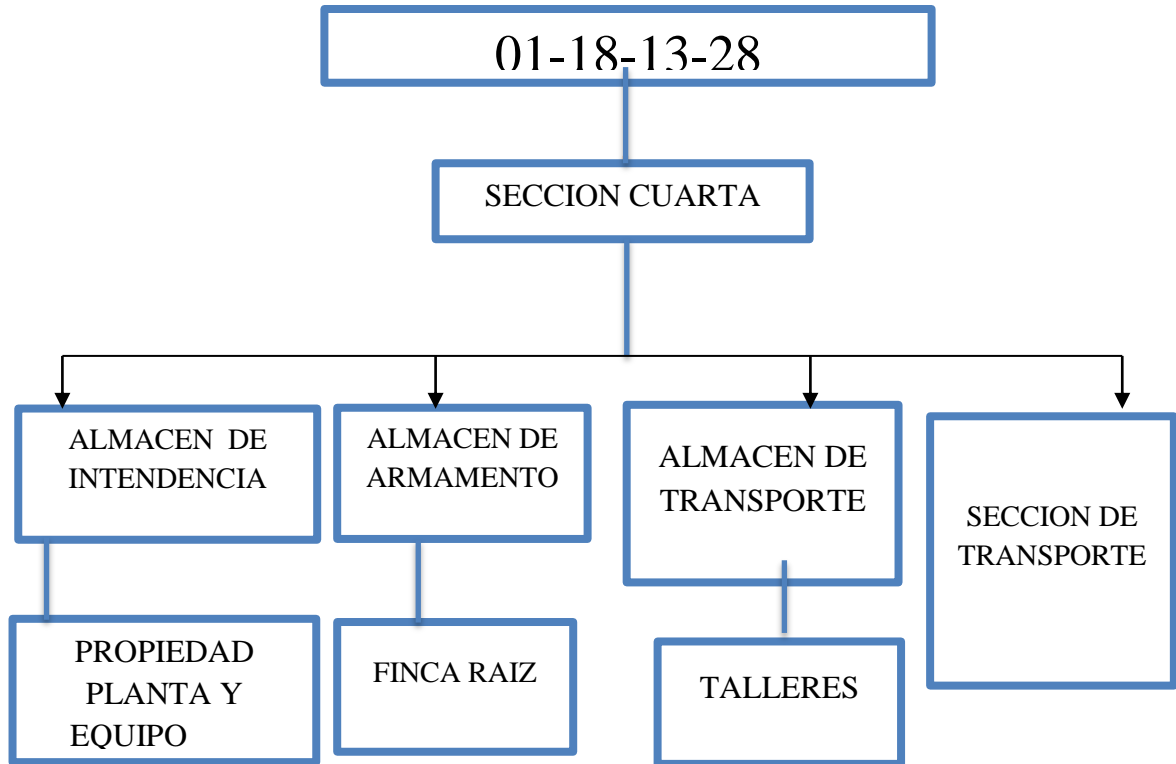 01-18-13-28
SECCION CUARTA
ALMACEN DE
INTENDENCIA
ALMACEN DE
ARMAMENTO
ALMACEN DE
TRANSPORTE
SECCION DE
TRANSPORTE
PROPIEDAD
PLANTA Y
EQUIPO
FINCA RAIZ
TALLERES